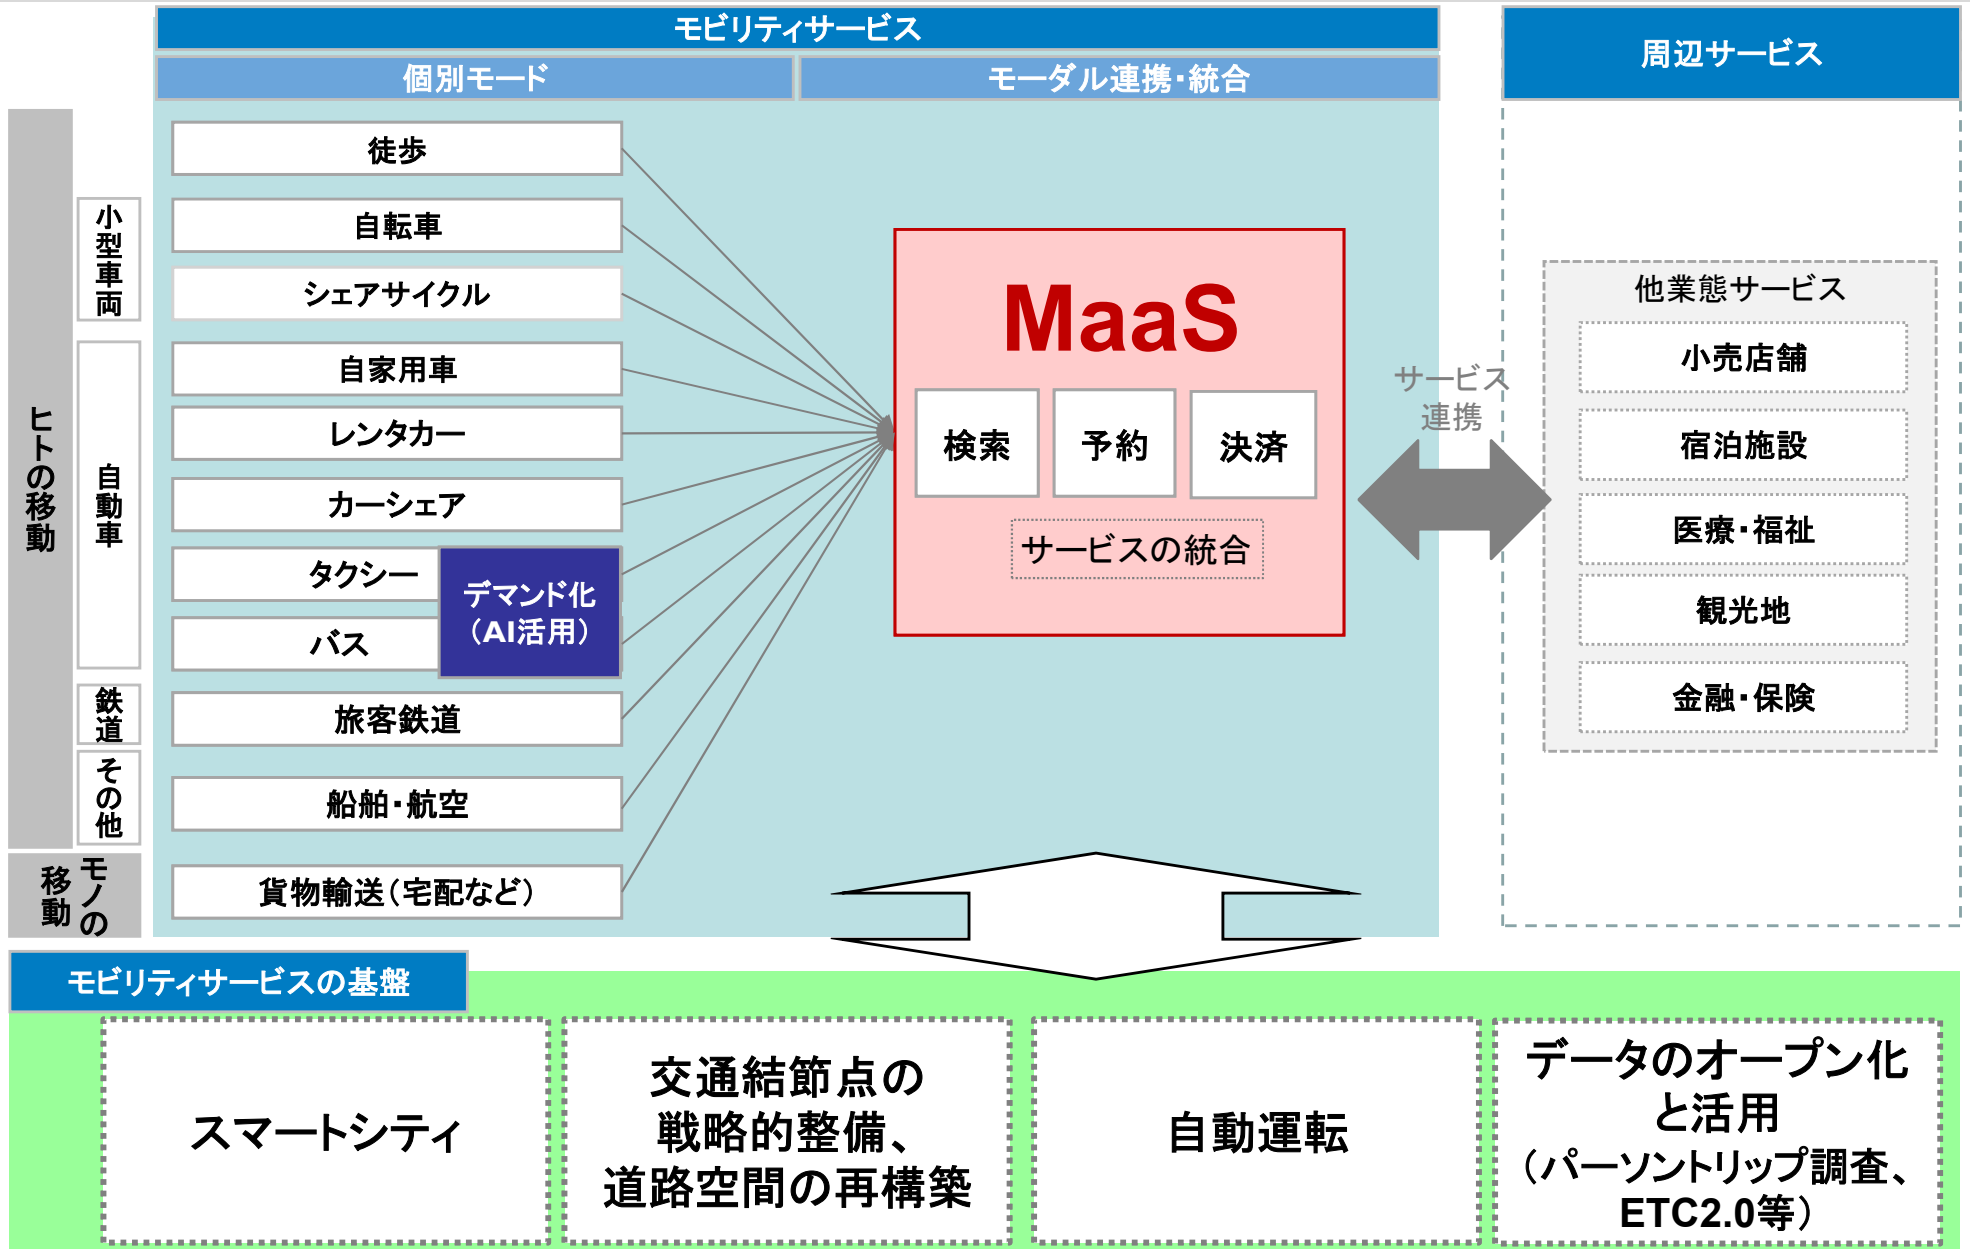 モビリティサービス
個別モード
モーダル連携・統合
周辺サービス
ヒトの移動
小型車両
自動車
鉄道
その他
モノの
移動
徒歩
自転車
シェアサイクル
自家用車
レンタカー
カーシェア
タクシー
バス
デマンド化
（AI活用）
旅客鉄道
船舶・航空
貨物輸送（宅配など）
MaaS
検索
予約
決済
サービスの統合
サービス
連携
他業態サービス
小売店舗
宿泊施設
医療・福祉
観光地
金融・保険
モビリティサービスの基盤
スマートシティ
交通結節点の
戦略的整備、
道路空間の再構築
自動運転
データのオープン化
と活用
（パーソントリップ調査、
ETC2.0等）